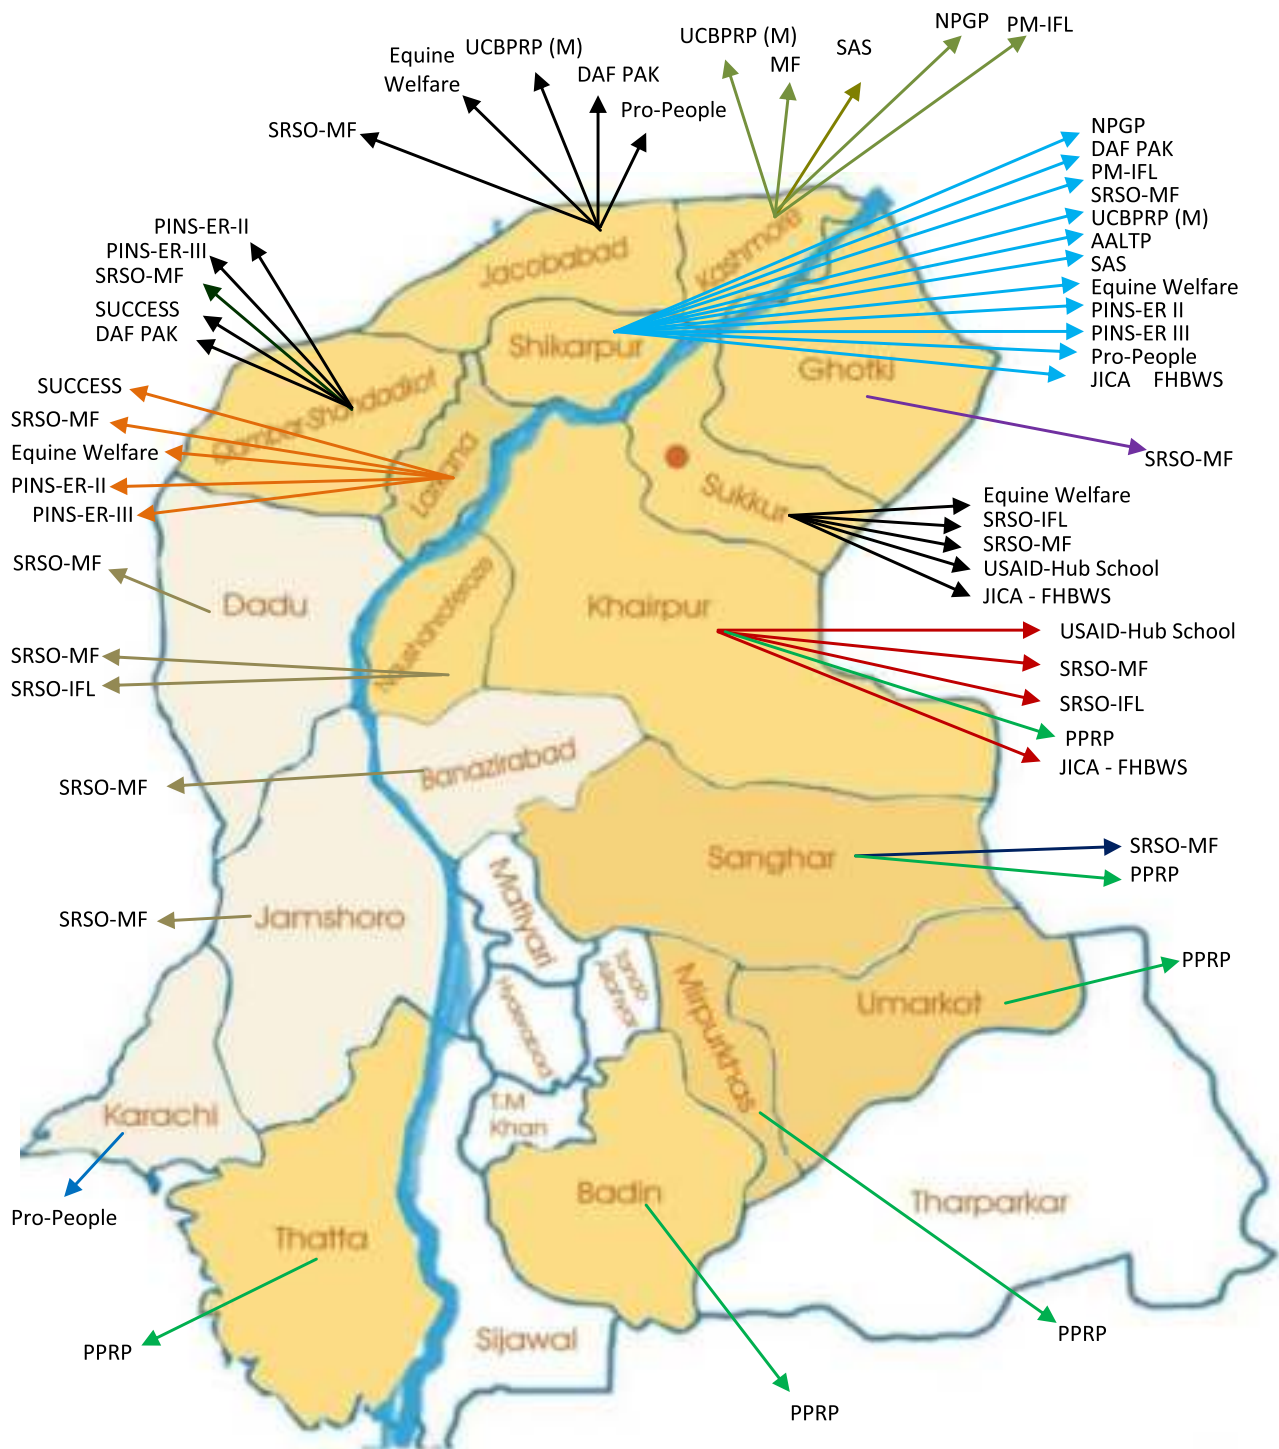 NPGP
PM-IFL
UCBPRP (M)
SAS
UCBPRP (M)
Equine
Welfare
MF
DAF PAK
Pro-People
SRSO-MF
NPGP
DAF PAK
PM-IFL
SRSO-MF
UCBPRP (M)
AALTP
SAS
Equine Welfare
PINS-ER II
PINS-ER III
Pro-People
JICA FHBWS
PINS-ER-II
PINS-ER-III
SRSO-MF
SUCCESS
DAF PAK
Jacobabad
Kashmore
Shikarpur
Ghotki
SUCCESS
SRSO-MF
Equine Welfare
PINS-ER-II
PINS-ER-III
Qambar-Shahdadkot
Larkana
Sukkur
SRSO-MF
Equine Welfare
SRSO-IFL
SRSO-MF
USAID-Hub School
JICA - FHBWS
SRSO-MF
Dadu
Naushahroferoze
Khairpur
USAID-Hub School
SRSO-MF
SRSO-IFL
PPRP
JICA - FHBWS
SRSO-MF
SRSO-IFL
SRSO-MF
Banazirabad
Sanghar
SRSO-MF
PPRP
SRSO-MF
Jamshoro
Matiyari
Hyderabad
Tando
Allahyar
Mirpurkhas
Umarkot
PPRP
Karachi
T.M
Khan
Pro-People
Badin
Tharparkar
Thatta
PPRP
Sijawal
PPRP
PPRP